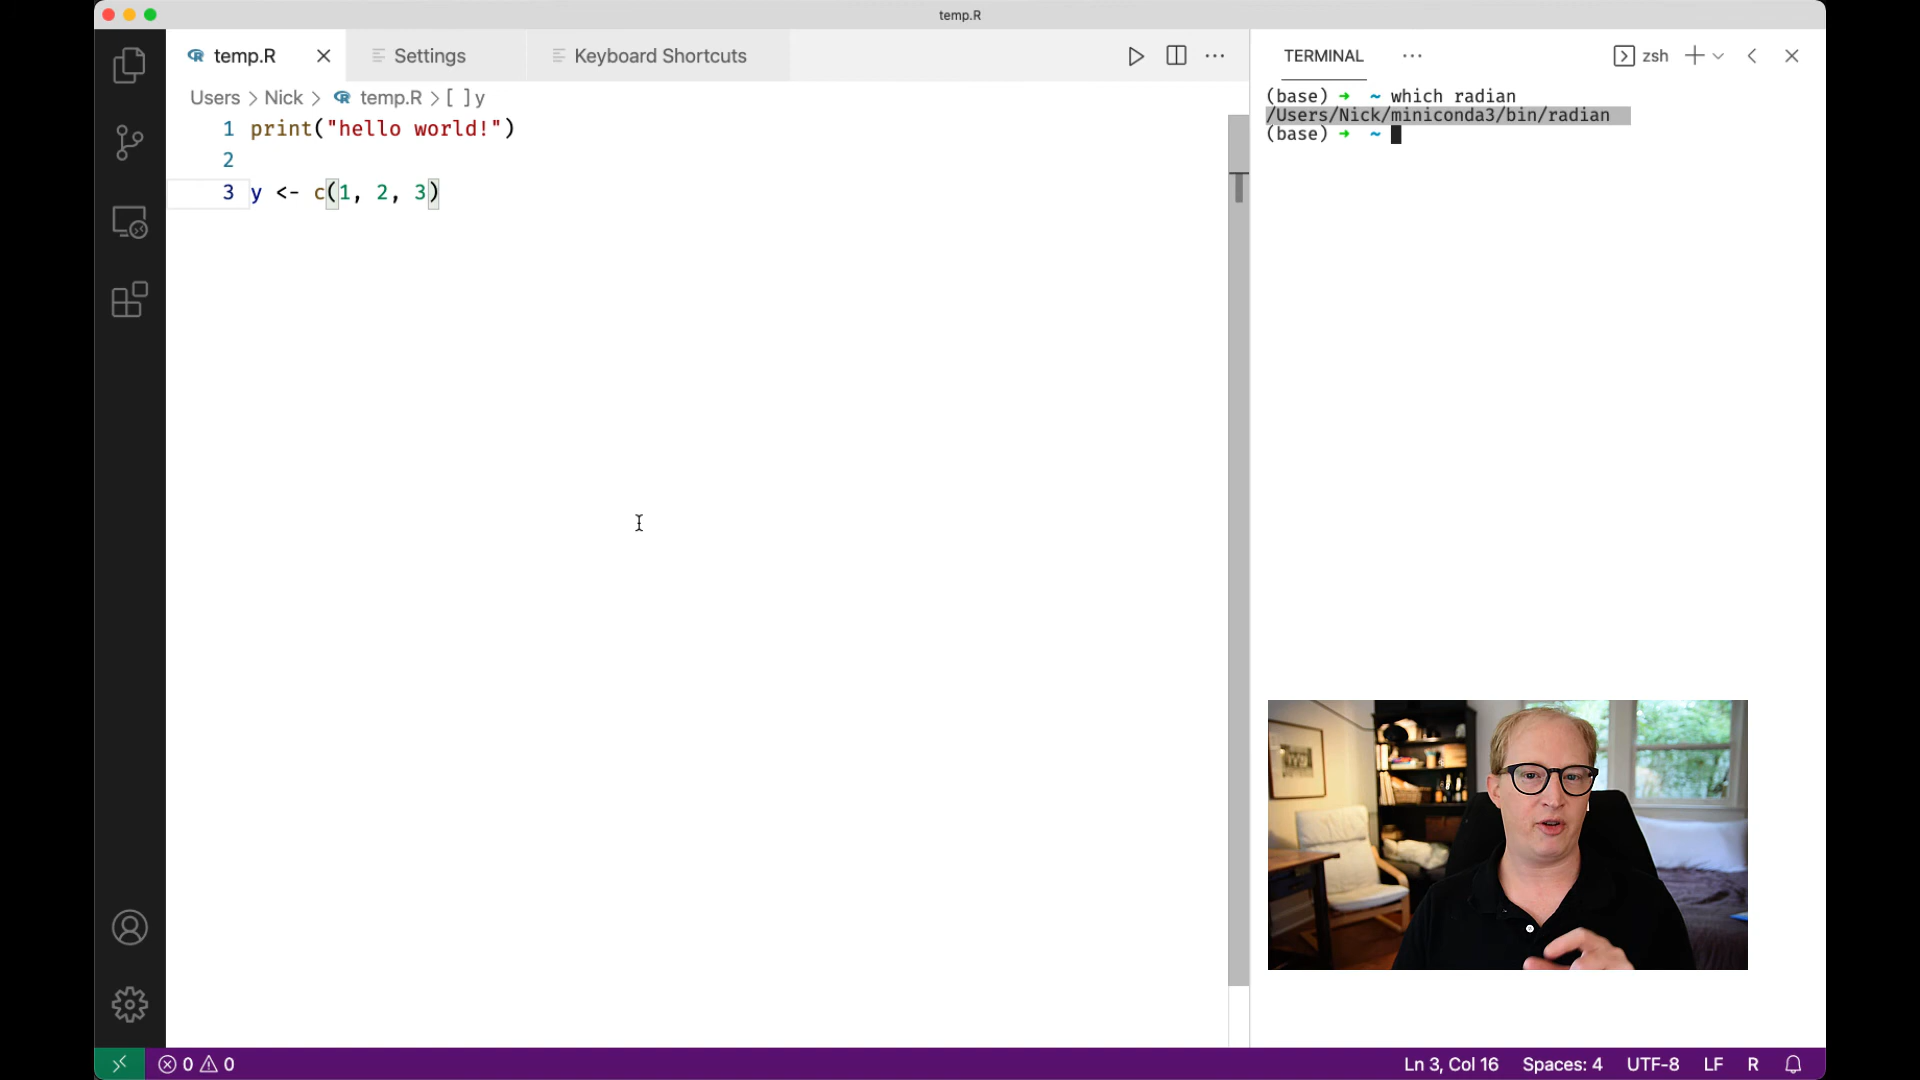 temp.R
temp.R
Settings
Keyboard Shortcuts
Users > Nick > temp.R > [ ] y
1 print("hello world!")
2
3 y <- c(1, 2, 3)
TERMINAL
zsh
(base) → ~ which radian
/Users/Nick/miniconda3/bin/radian
(base) → ~
0 0
Ln 3, Col 16
Spaces: 4
UTF-8
LF
R